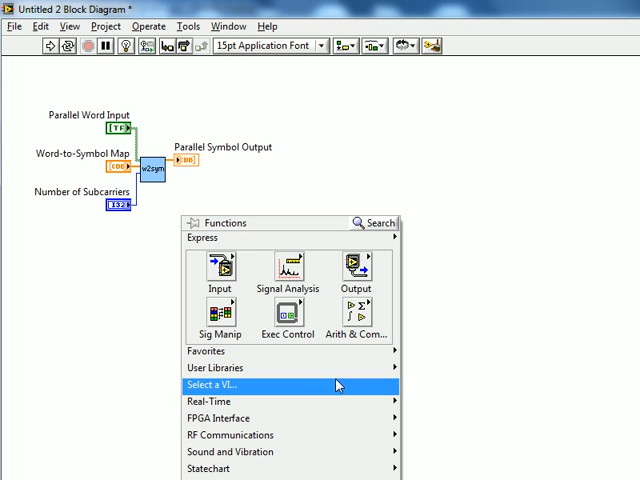 Untitled 2 Block Diagram *
File Edit View Project Operate Tools Window Help
15pt Application Font
Parallel Word Input
TF
Word-to-Symbol Map
CDB
Number of Subcarriers
I32
w2sym
Parallel Symbol Output
CDB
Functions Search
Express
Input Signal Analysis Output
Sig Manip Exec Control Arith & Com...
Favorites
User Libraries
Select a VI...
Real-Time
FPGA Interface
RF Communications
Sound and Vibration
Statechart